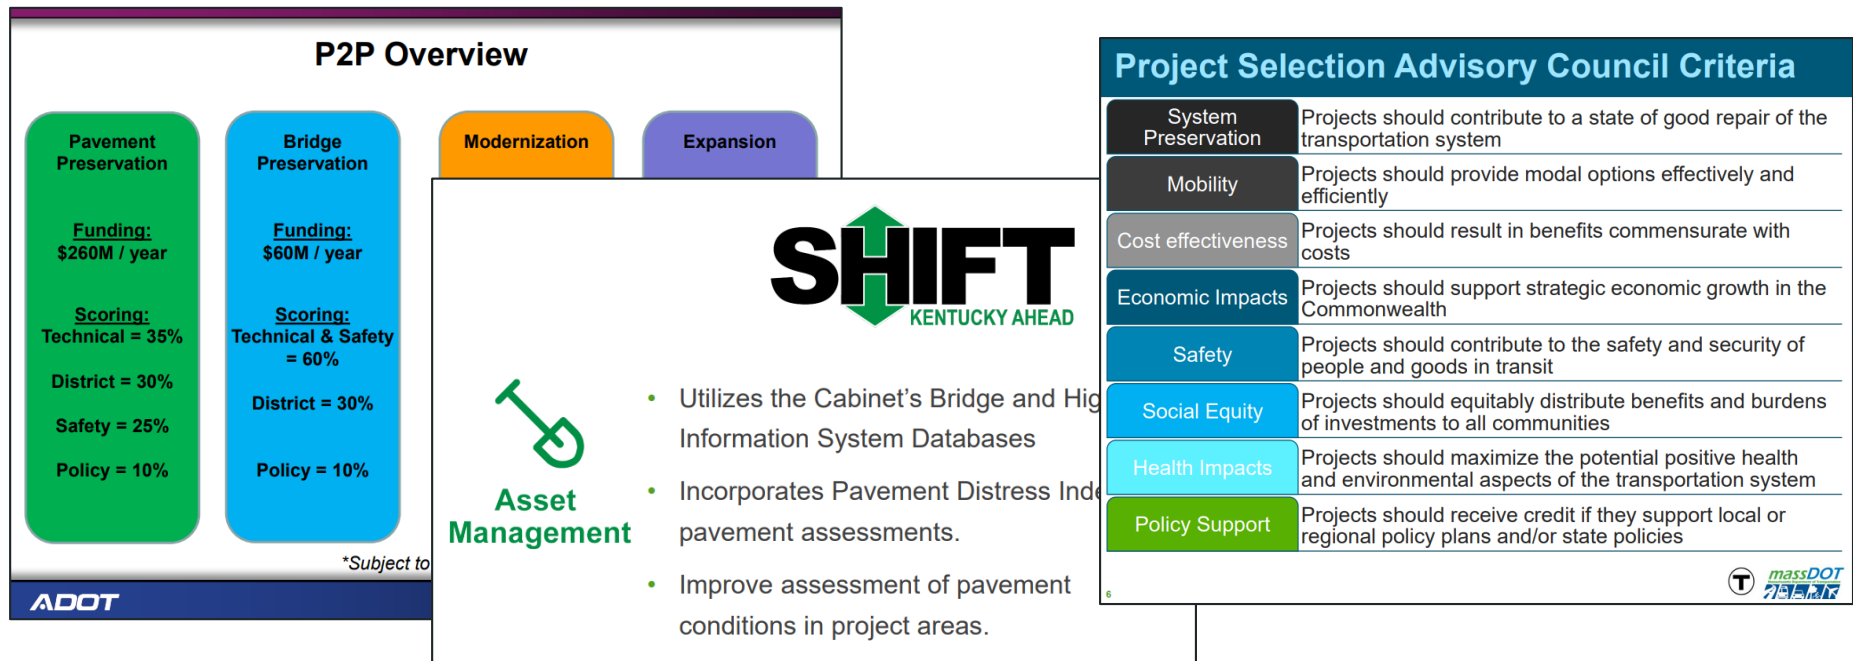 P2P Overview
Pavement
Preservation
Funding:
$260M / year
Scoring:
Technical = 35%
District = 30%
Safety = 25%
Policy = 10%
Bridge
Preservation
Funding:
$60M / year
Scoring:
Technical & Safety
= 60%
District = 30%
Policy = 10%
Modernization
Expansion
*Subject to
ADOT
SHIFT
KENTUCKY AHEAD
Asset
Management
• Utilizes the Cabinet’s Bridge and
Information System Databases
• Incorporates Pavement Distress
pavement assessments.
• Improve assessment of pavement
conditions in project areas.
Project Selection Advisory Council Criteria
System
Preservation
Projects should contribute to a state of good repair of the
transportation system
Mobility
Projects should provide modal options effectively and
efficiently
Cost effectiveness
Projects should result in benefits commensurate with
costs
Economic Impacts
Projects should support strategic economic growth in the
Commonwealth
Safety
Projects should contribute to the safety and security of
people and goods in transit
Social Equity
Projects should equitably distribute benefits and burdens
of investments to all communities
Health Impacts
Projects should maximize the potential positive health
and environmental aspects of the transportation system
Policy Support
Projects should receive credit if they support local or
regional policy plans and/or state policies
6
T
massDOT